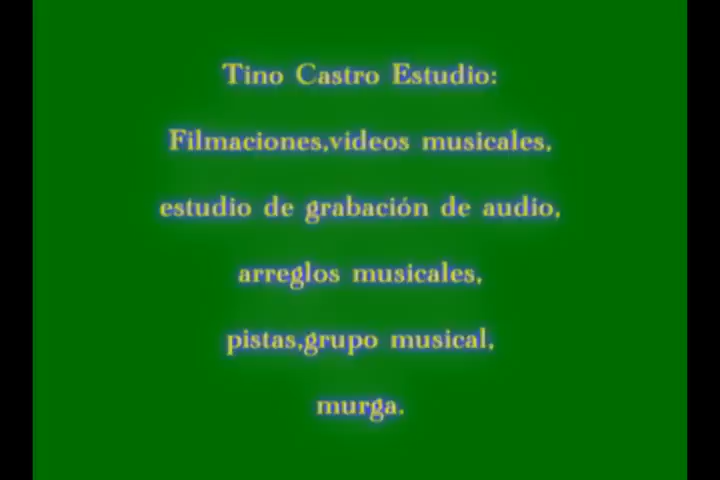 Tino Castro Estudio:
Filmaciones,videos musicales,
estudio de grabación de audio,
arreglos musicales,
pistas,grupo musical,
murga.